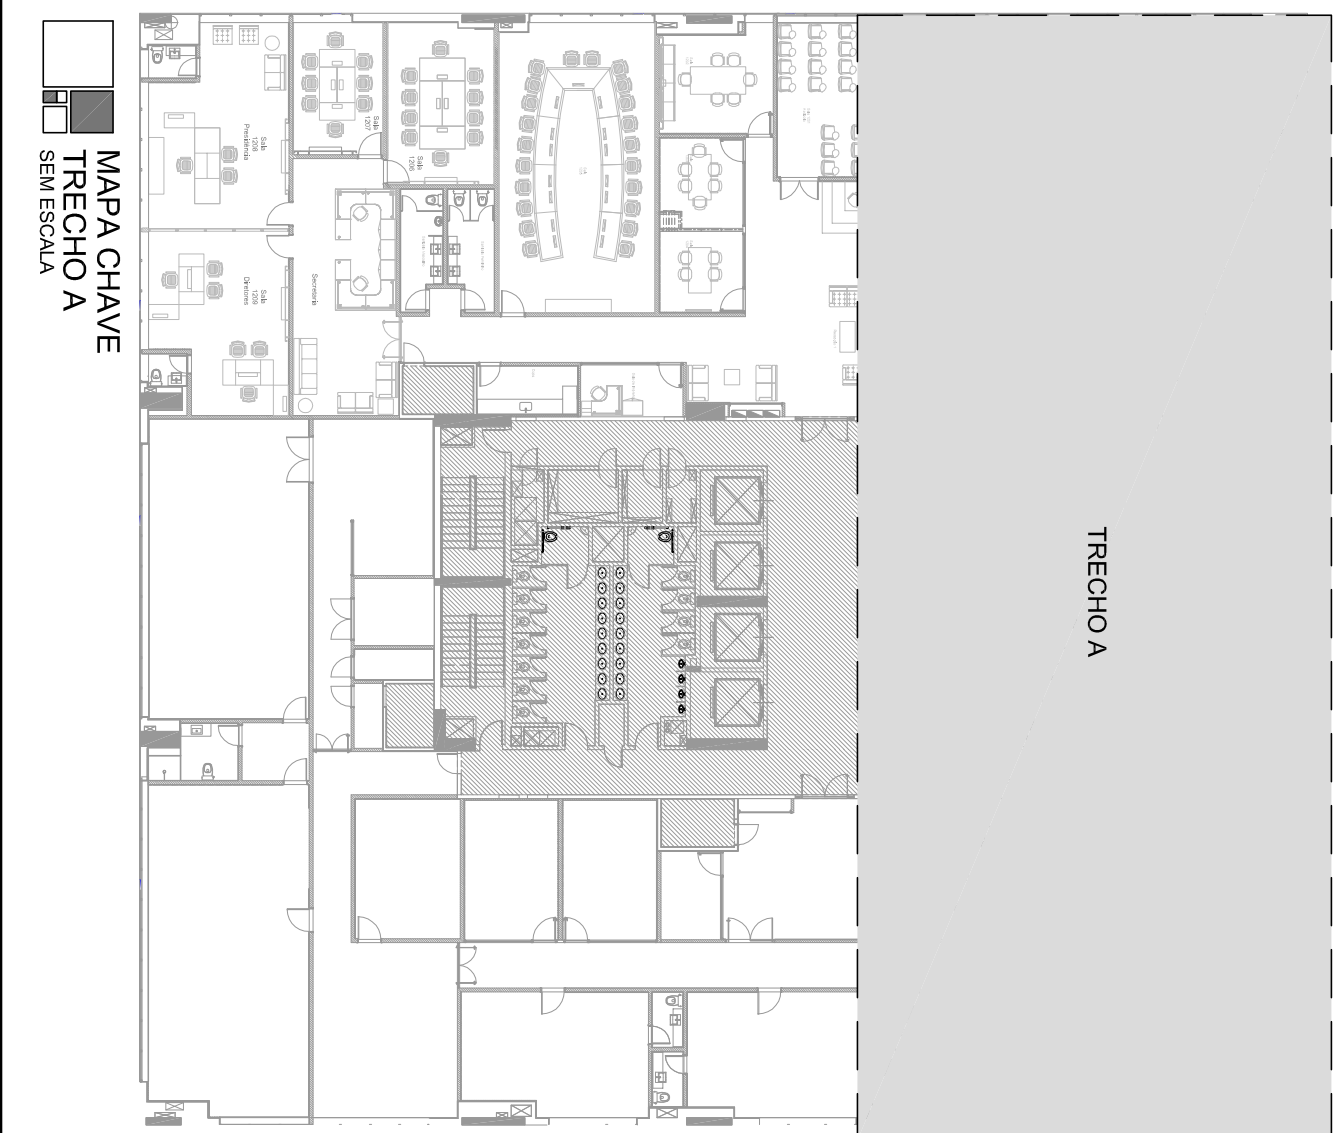 MAPA CHAVE
TRECHO A
SEM ESCALA
TRECHO A
Sala
1208
Presidência
Sala
1207
Sala
1206
Sala
1209
Diretores
Secretaria